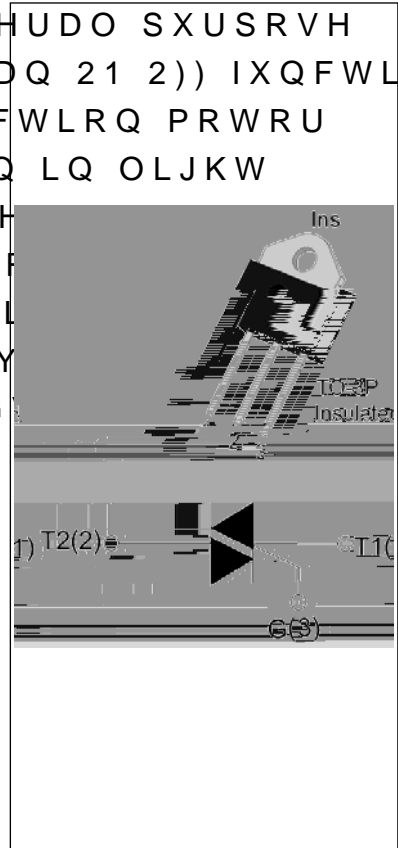 HUDO SXUSRVH
DQ 21 2)) IXQFWL
FWLRQ PRWRU
Q LQ OLJKW
H
F
L
Y
Ins
Insulated
T2(2)
G(3)